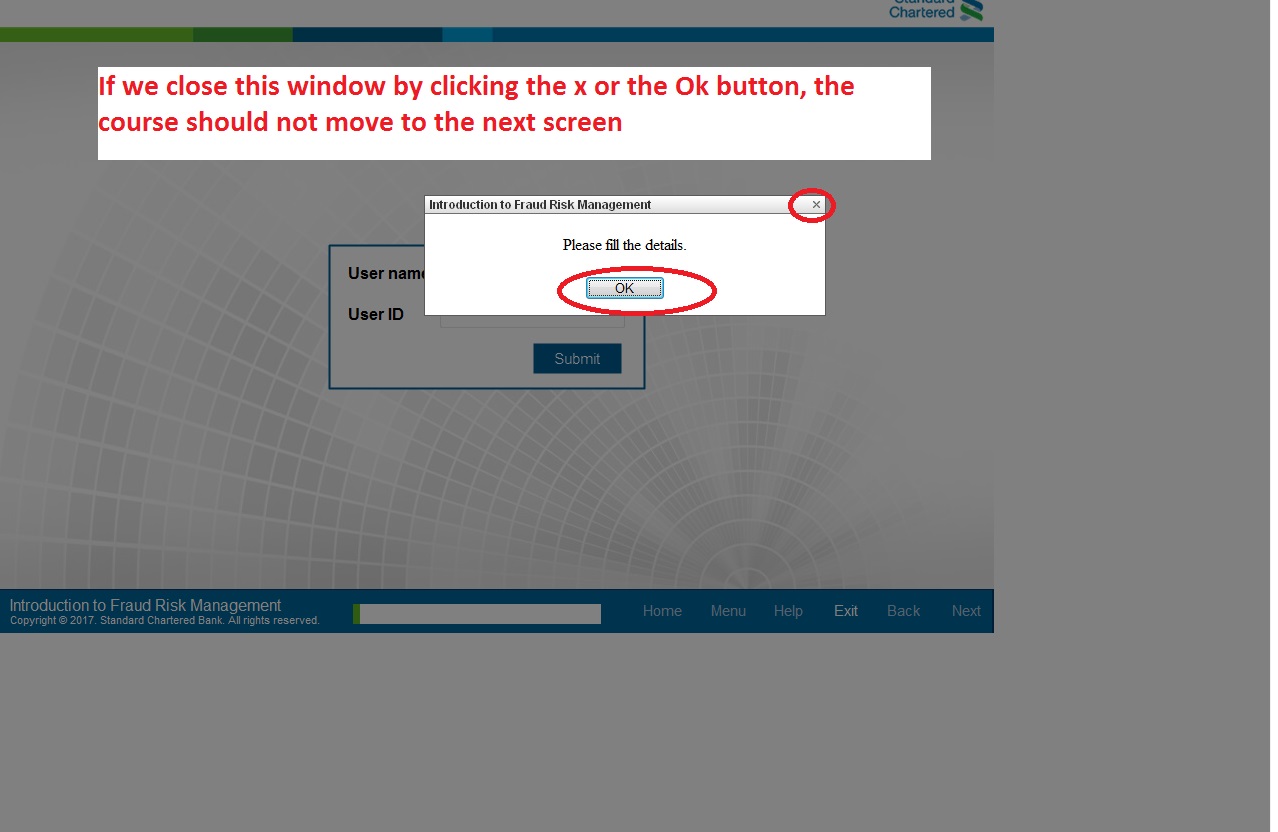 Standard
Chartered
If we close this window by clicking the x or the Ok button, the
course should not move to the next screen
Introduction to Fraud Risk Management
Please fill the details.
OK
User name
User ID
Submit
Introduction to Fraud Risk Management
Copyright © 2017. Standard Chartered Bank. All rights reserved.
Home Menu Help Exit Back Next